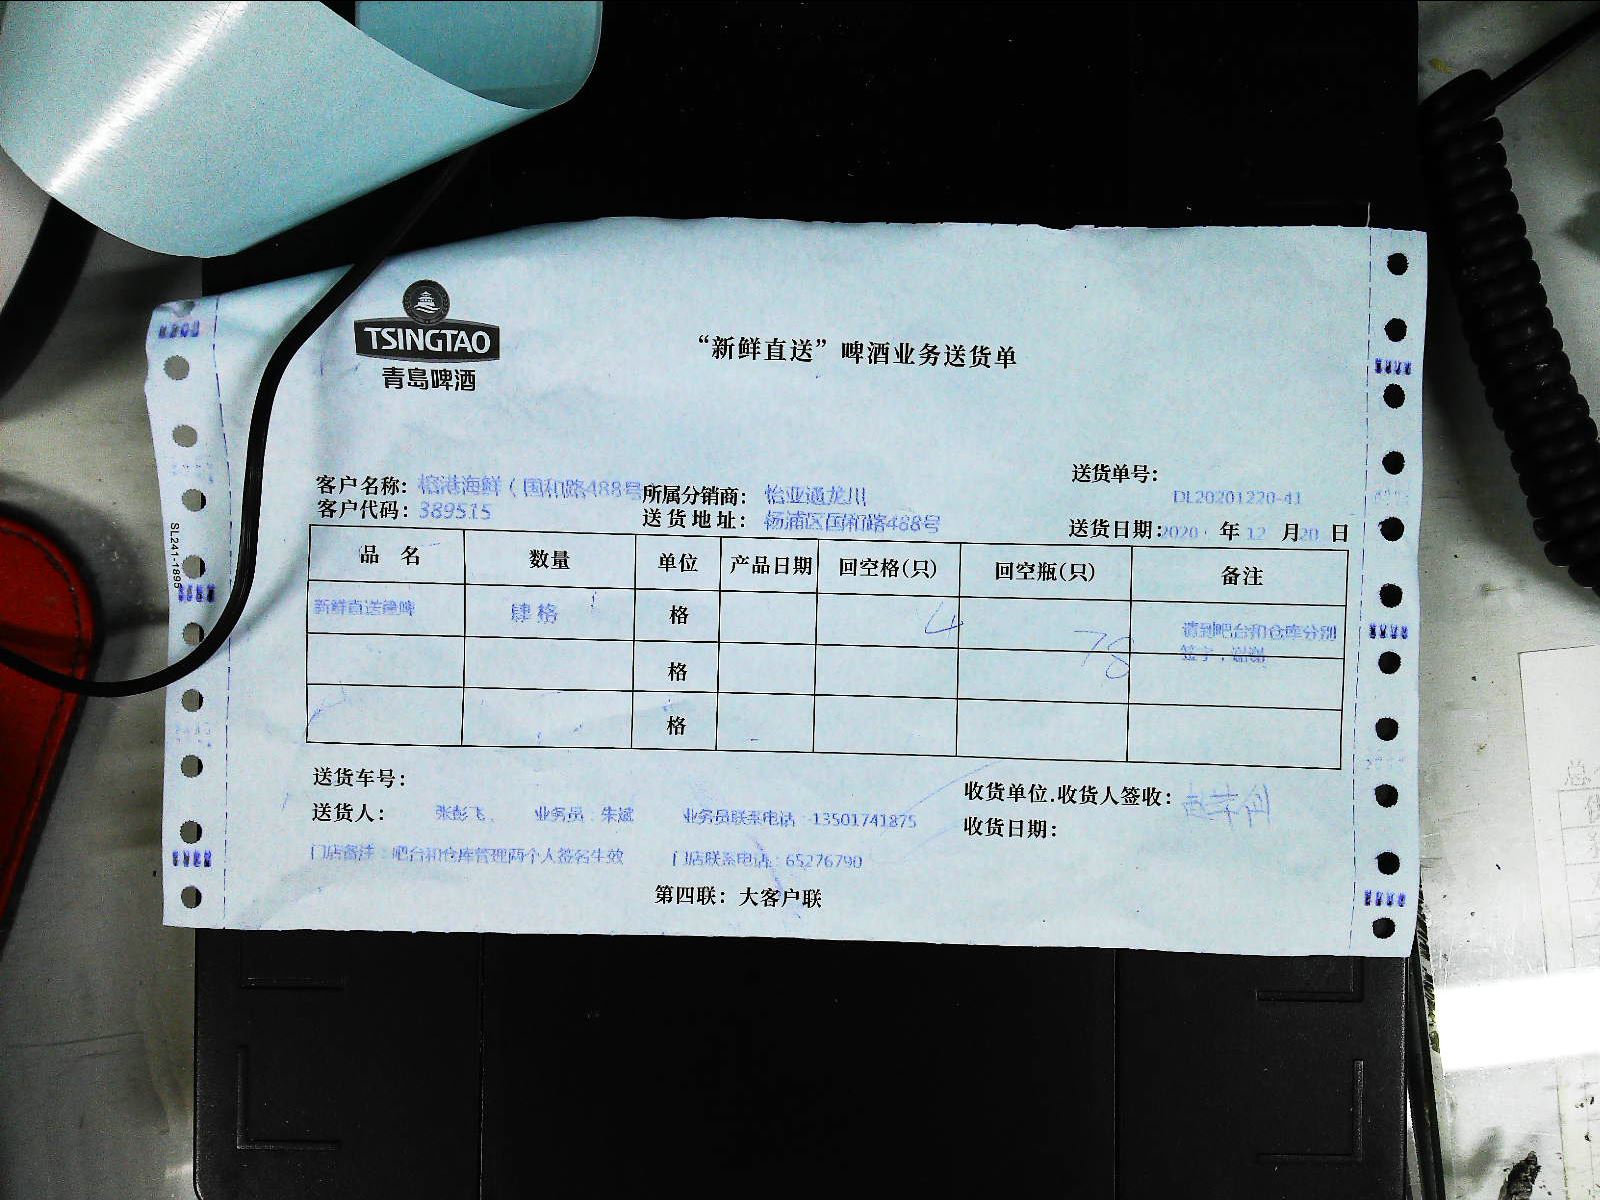 TSINGTAO
青岛啤酒
“新鲜直送”啤酒业务送货单
送货单号：
DL20201220-41
客户名称：榕港海鲜（国和路488号 所属分销商：怡亚通龙川
客户代码：389515 送货地址：杨浦区国和路488号 送货日期：2020 年 12 月 20 日
品 名 数量 单位 产品日期 回空格(只) 回空瓶(只) 备注
新鲜直送篦啤 肆格 格 4 78 请到吧台和仓库分别
签字，谢谢
格
格
送货车号：
收货单位.收货人签收：
送货人： 张彭飞、 业务员：朱斌 业务员联系电话：13501741875
收货日期：
门店备注：吧台和仓库管理两个人签名生效 门店联系电话：65276790
第四联：大客户联
SL241-1895